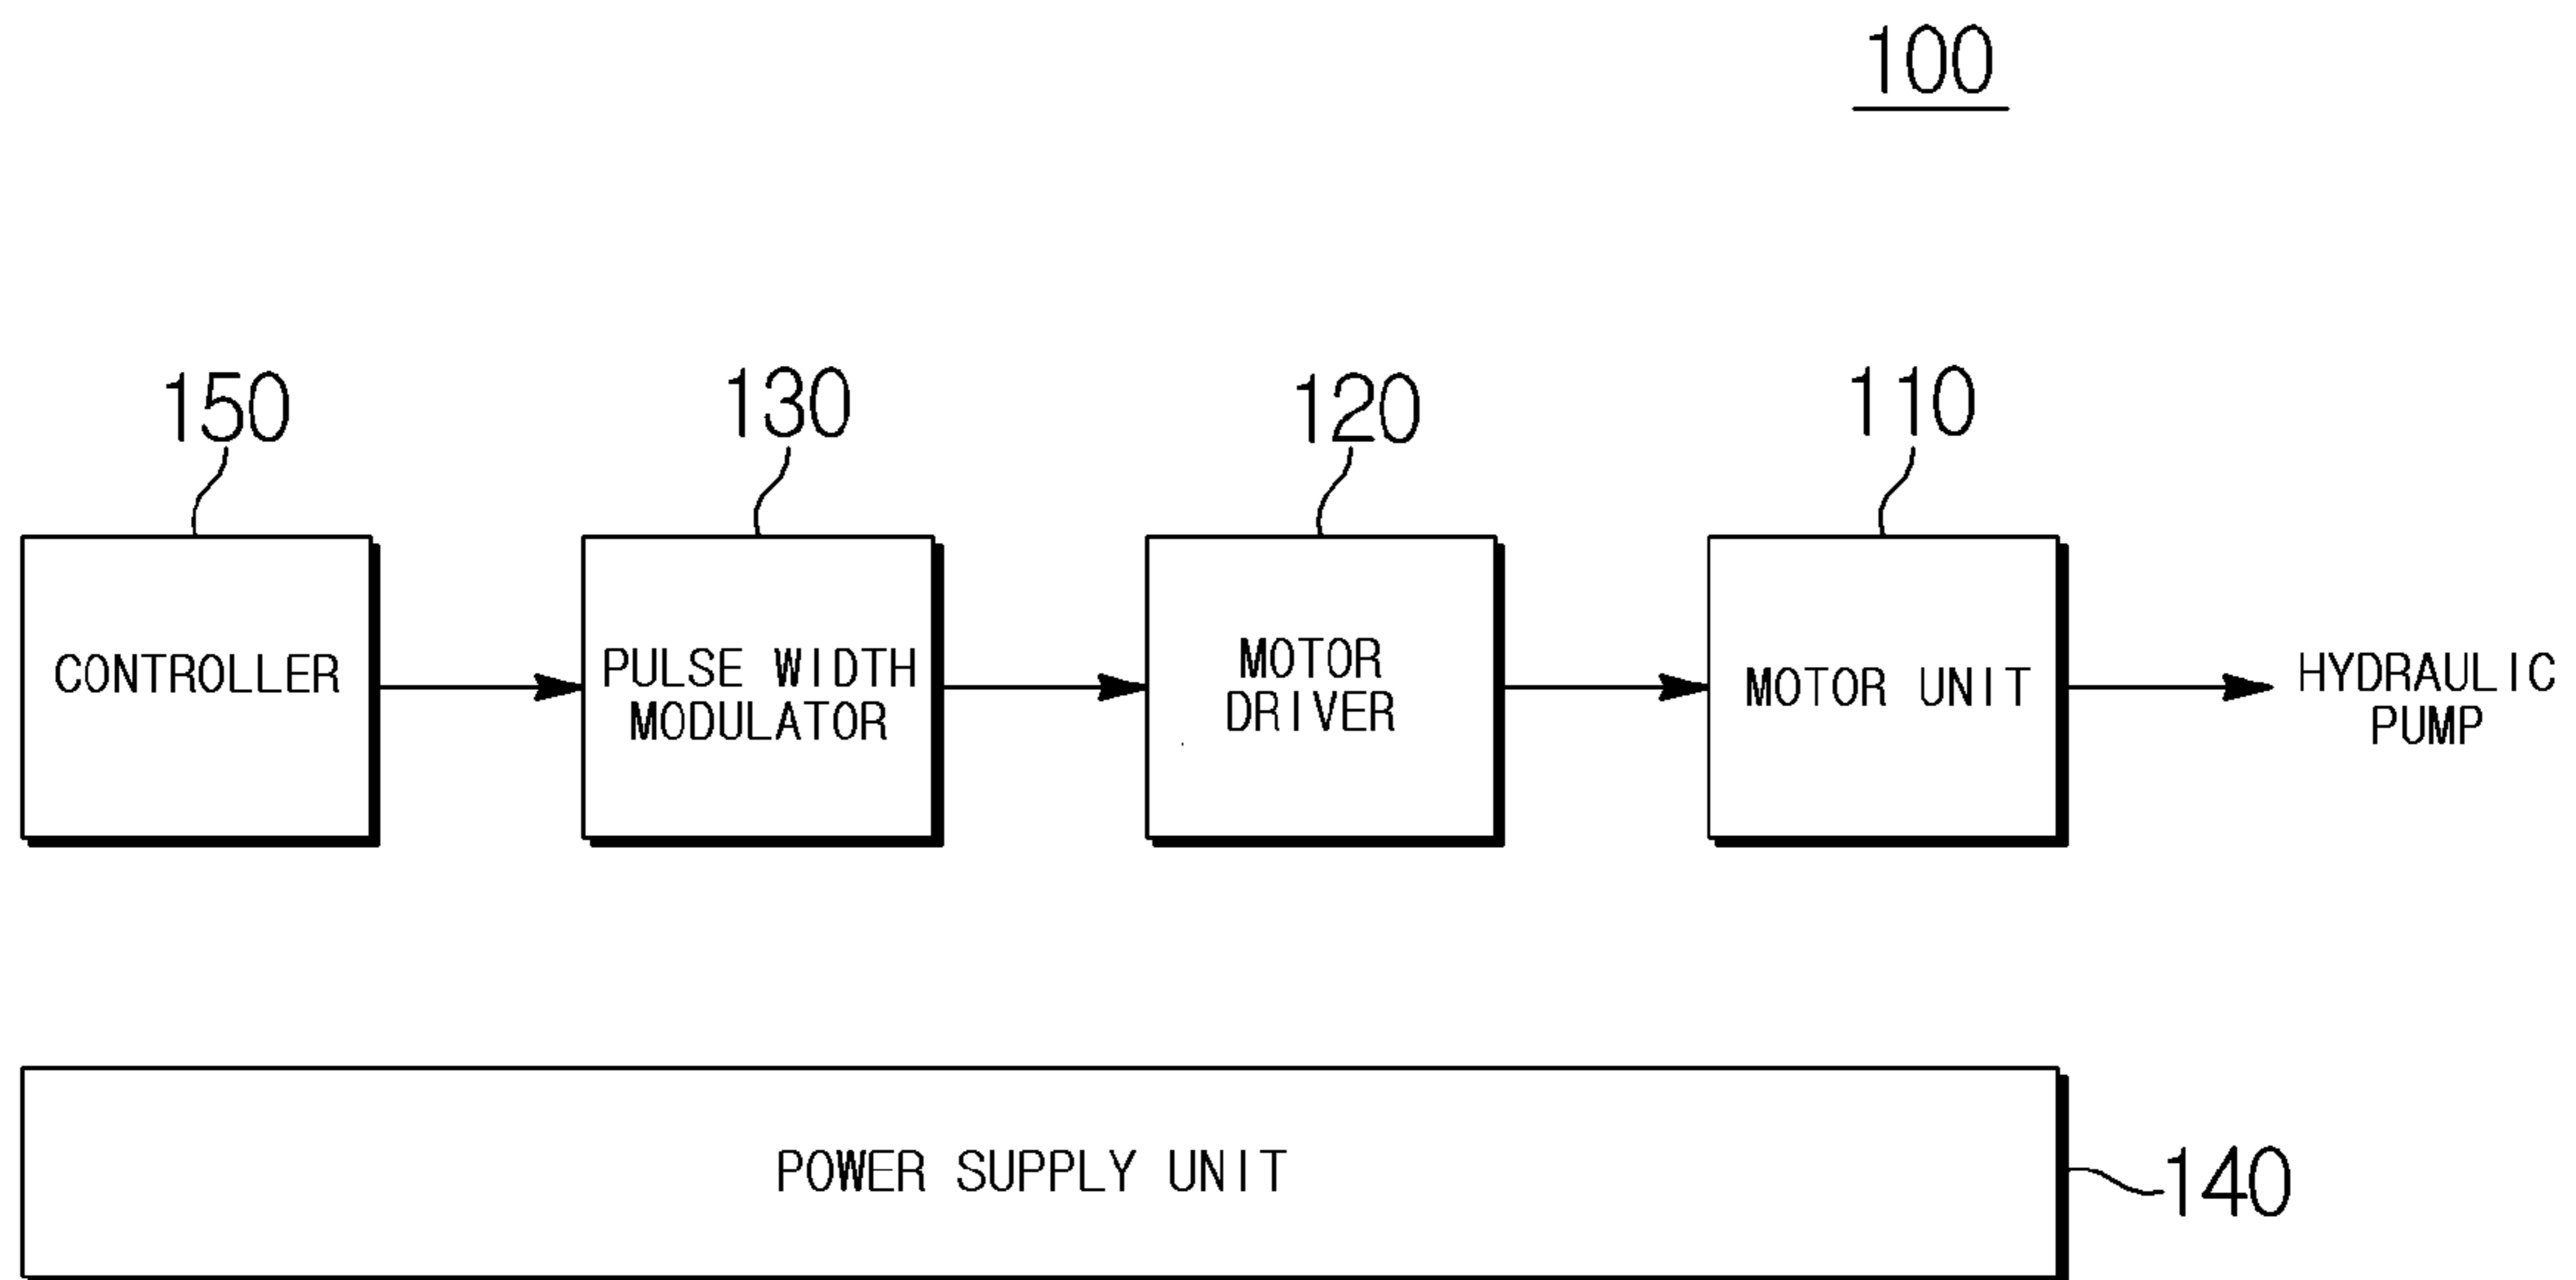 100
150
130
120
110
CONTROLLER
PULSE WIDTH
MODULATOR
MOTOR
DRIVER
MOTOR UNIT
HYDRAULIC
PUMP
POWER SUPPLY UNIT
140